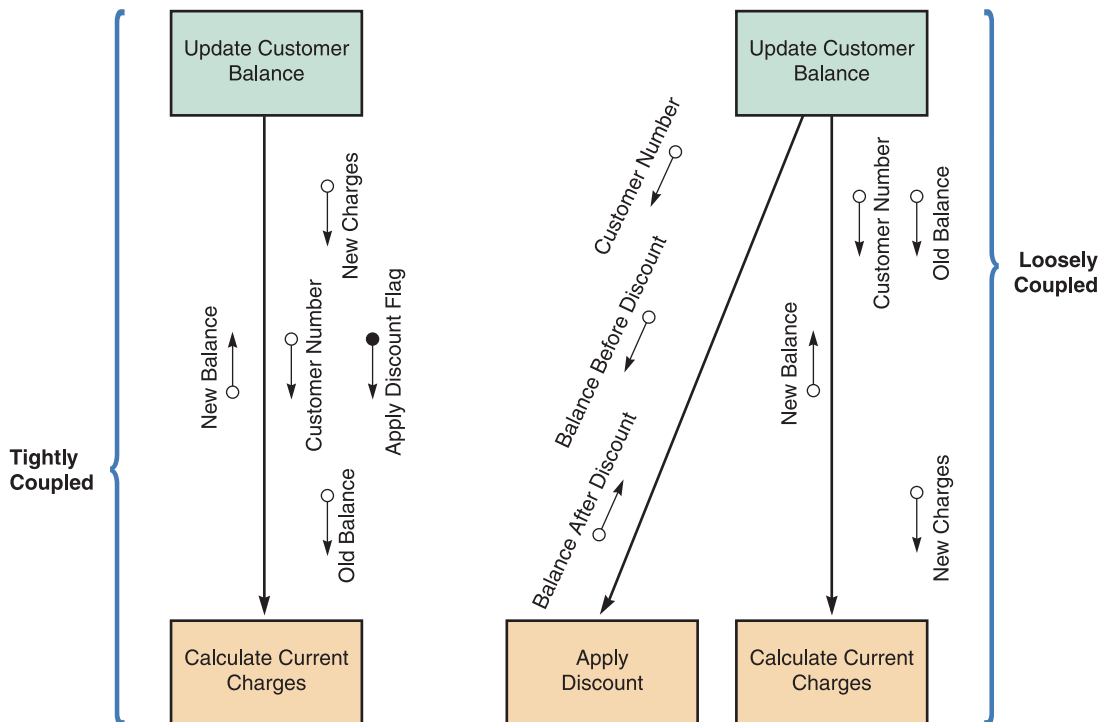 Update Customer
Balance
New Charges
New Balance
Customer Number
Apply Discount Flag
Old Balance
Tightly
Coupled
Calculate Current
Charges
Update Customer
Balance
Customer Number
Balance Before Discount
Balance After Discount
Customer Number
Old Balance
New Balance
New Charges
Loosely
Coupled
Apply
Discount
Calculate Current
Charges